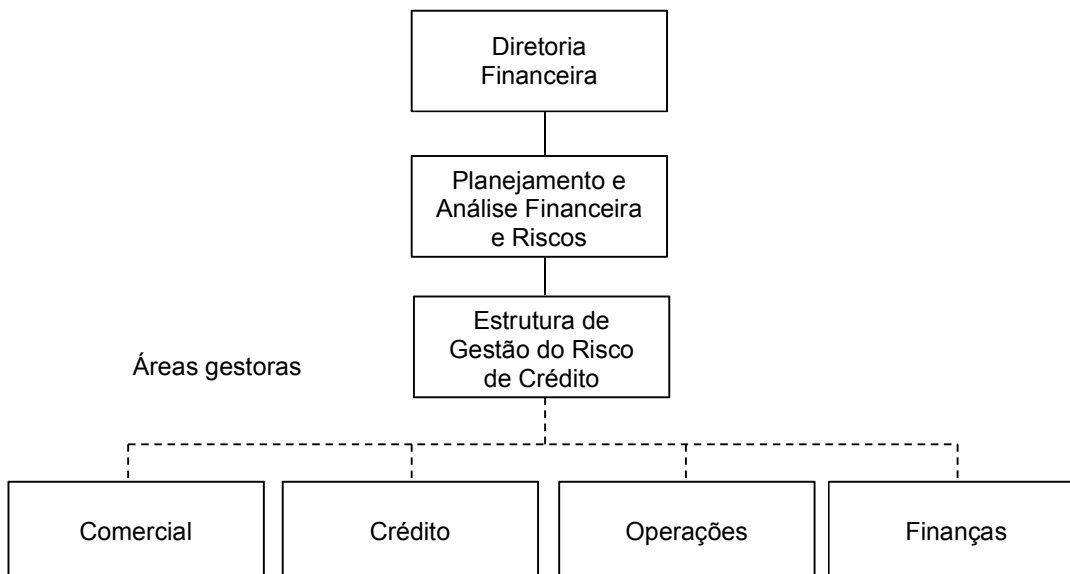 Diretoria
Financeira
Planejamento e
Análise Financeira
e Riscos
Estrutura de
Gestão do Risco
de Crédito
Áreas gestoras
Comercial
Crédito
Operações
Finanças